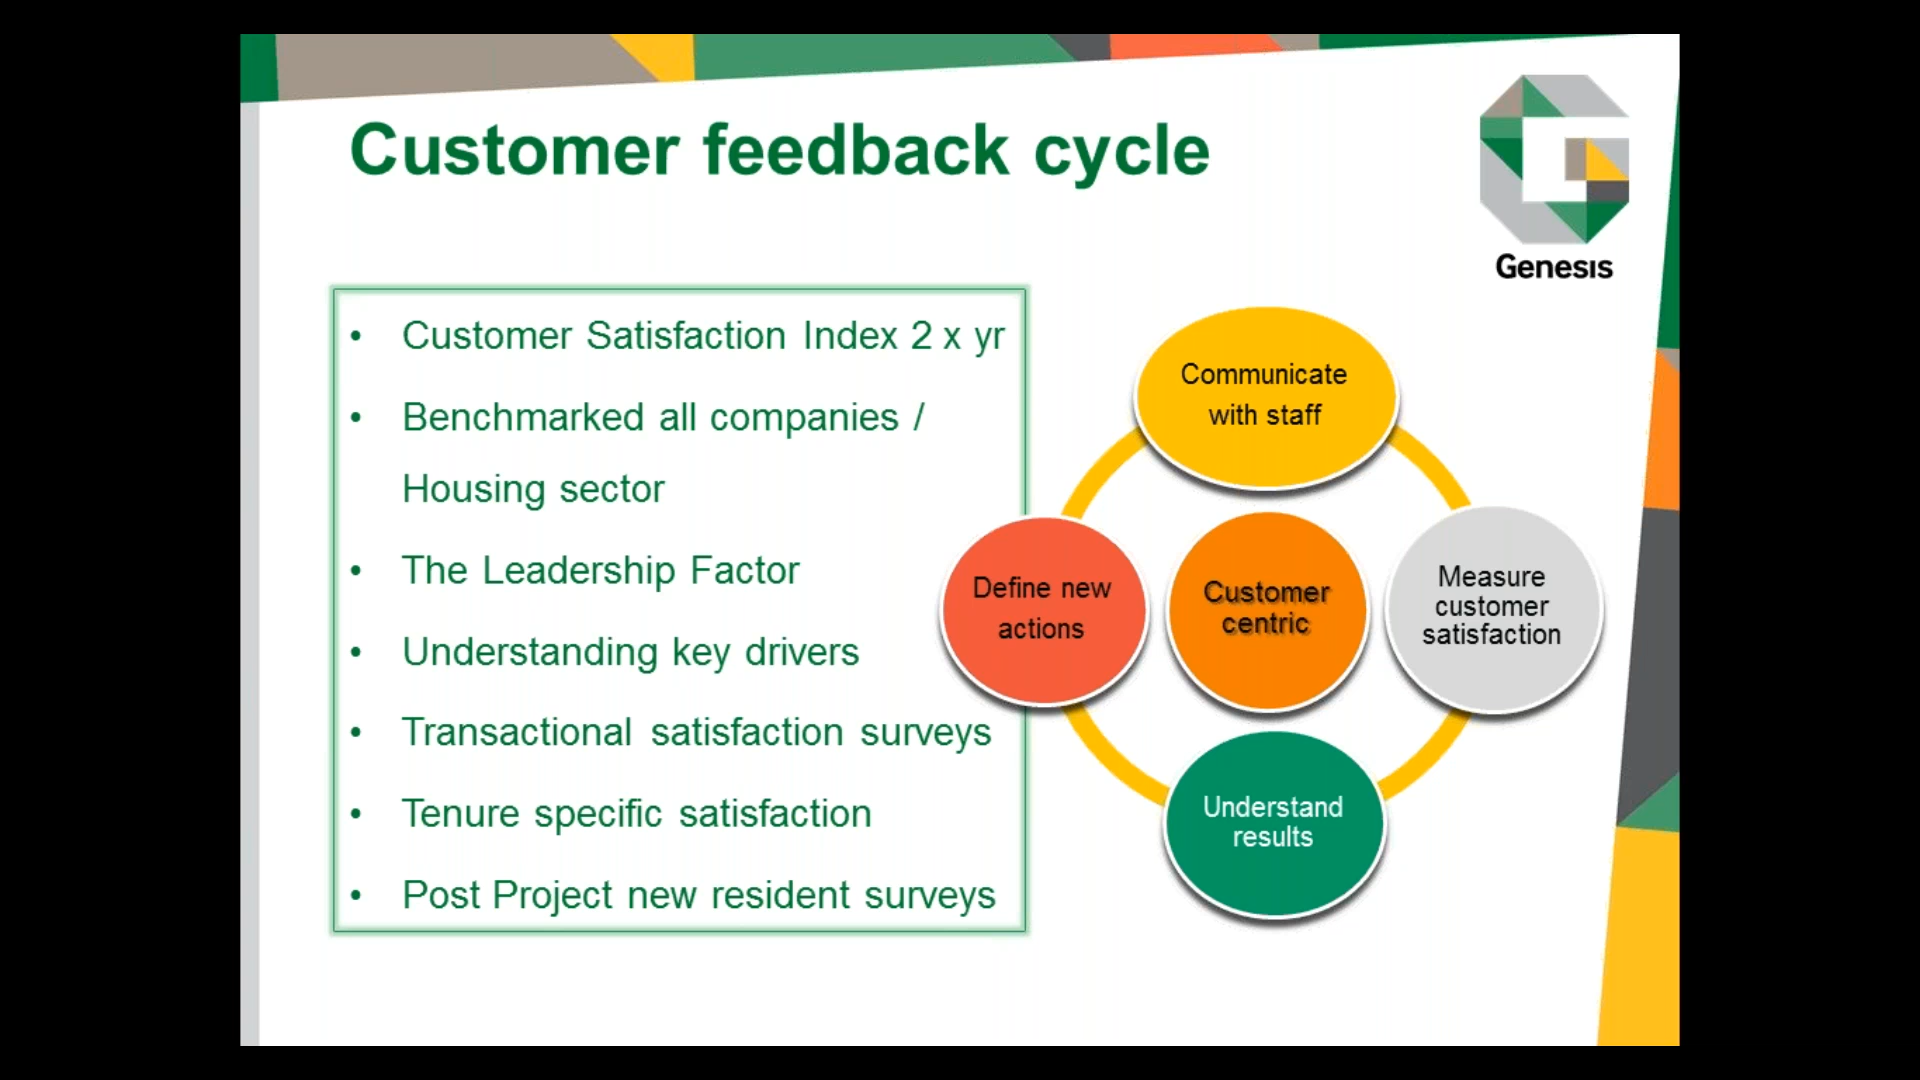 Customer feedback cycle
Genesis
• Customer Satisfaction Index 2 x yr
• Benchmarked all companies /
Housing sector
• The Leadership Factor
• Understanding key drivers
• Transactional satisfaction surveys
• Tenure specific satisfaction
• Post Project new resident surveys
Communicate
with staff
Define new
actions
Customer
centric
Measure
customer
satisfaction
Understand
results